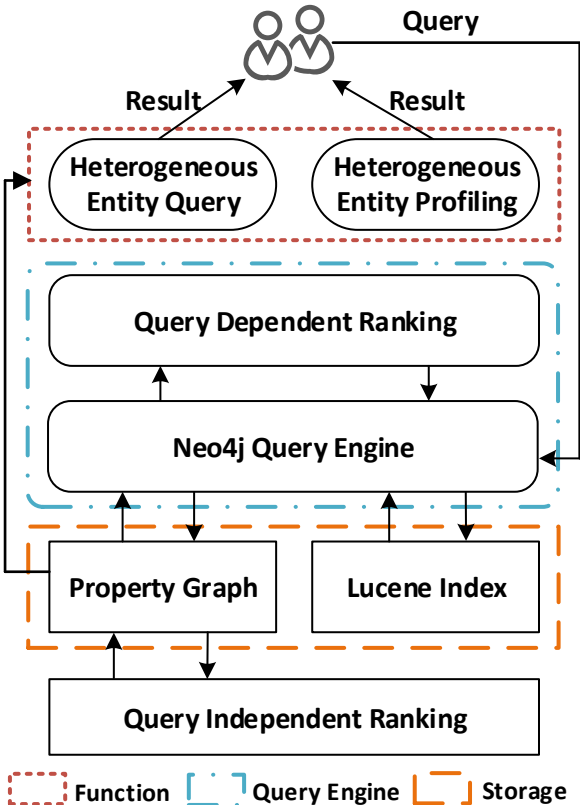 Query
Result
Result
Heterogeneous
Entity Query
Heterogeneous
Entity Profiling
Query Dependent Ranking
Neo4j Query Engine
Property Graph
Lucene Index
Query Independent Ranking
Function
Query Engine
Storage